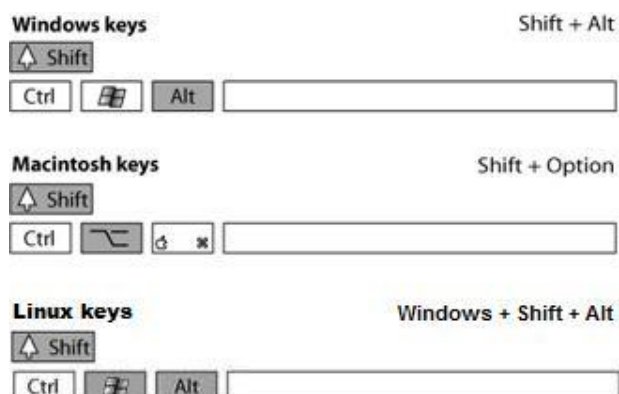 Windows keys Shift + Alt
Shift
Ctrl Alt
Macintosh keys Shift + Option
Shift
Ctrl
Linux keys Windows + Shift + Alt
Shift
Ctrl Alt